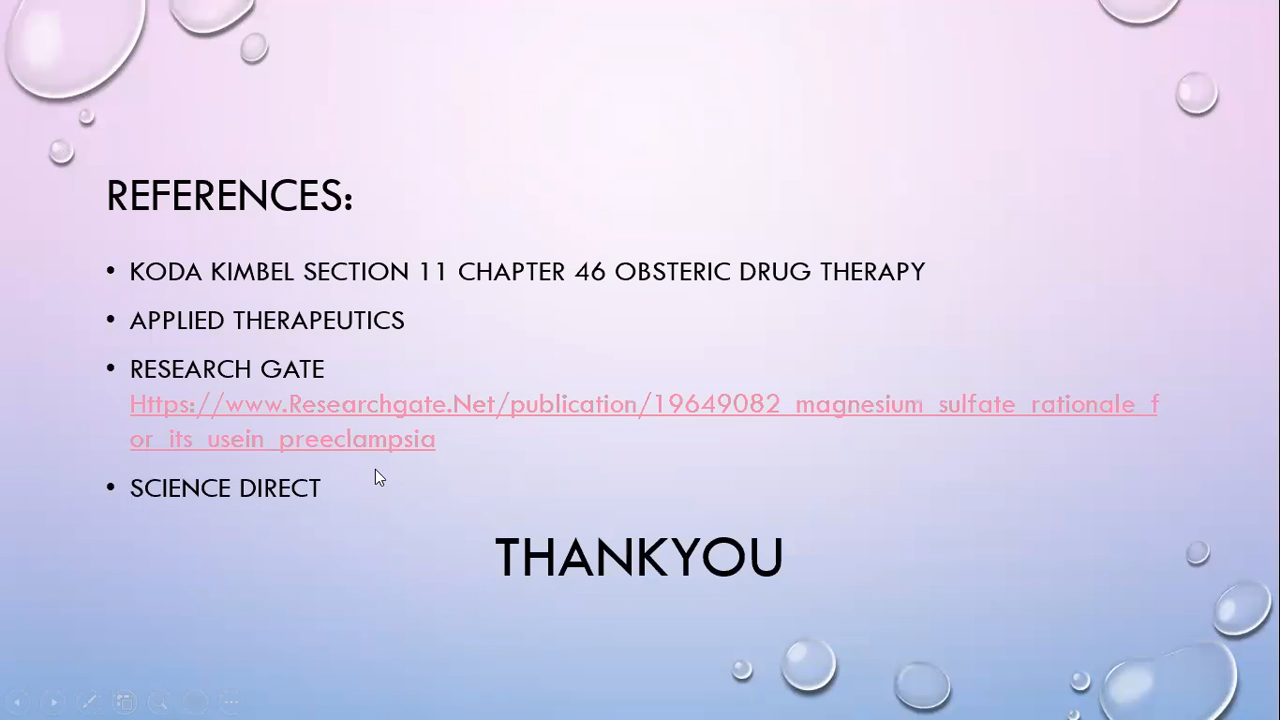 REFERENCES:
• KODA KIMBEL SECTION 11 CHAPTER 46 OBSTERIC DRUG THERAPY
• APPLIED THERAPEUTICS
• RESEARCH GATE
Https://www.Researchgate.Net/publication/19649082_magnesium_sulfate_rationale_f
or_its_usein_preeclampsia
• SCIENCE DIRECT
THANKYOU